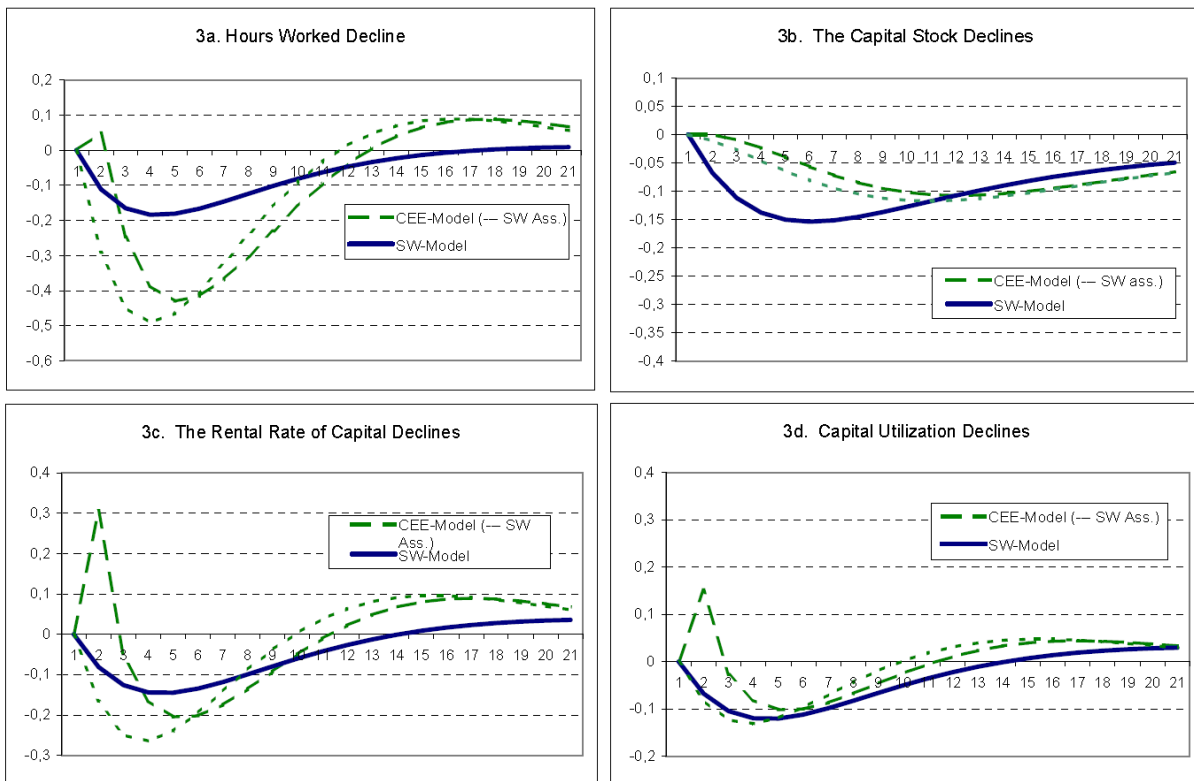 3a. Hours Worked Decline
0,2
0,1
0
-0,1
-0,2
-0,3
-0,4
-0,5
-0,6
1 2 3 4 5 6 7 8 9 10 11 12 13 14 15 16 17 18 19 20 21
CEE-Model (--- SW Ass.)
SW-Model
3b. The Capital Stock Declines
0,1
0,05
0
-0,05
-0,1
-0,15
-0,2
-0,25
-0,3
-0,35
-0,4
1 2 3 4 5 6 7 8 9 10 11 12 13 14 15 16 17 18 19 20 21
CEE-Model (--- SW ass.)
SW-Model
3c. The Rental Rate of Capital Declines
0,4
0,3
0,2
0,1
0
-0,1
-0,2
-0,3
1 2 3 4 5 6 7 8 9 10 11 12 13 14 15 16 17 18 19 20 21
CEE-Model (--- SW
Ass.)
SW-Model
3d. Capital Utilization Declines
0,4
0,3
0,2
0,1
0
-0,1
-0,2
1 2 3 4 5 6 7 8 9 10 11 12 13 14 15 16 17 18 19 20 21
CEE-Model (--- SW Ass.)
SW-Model